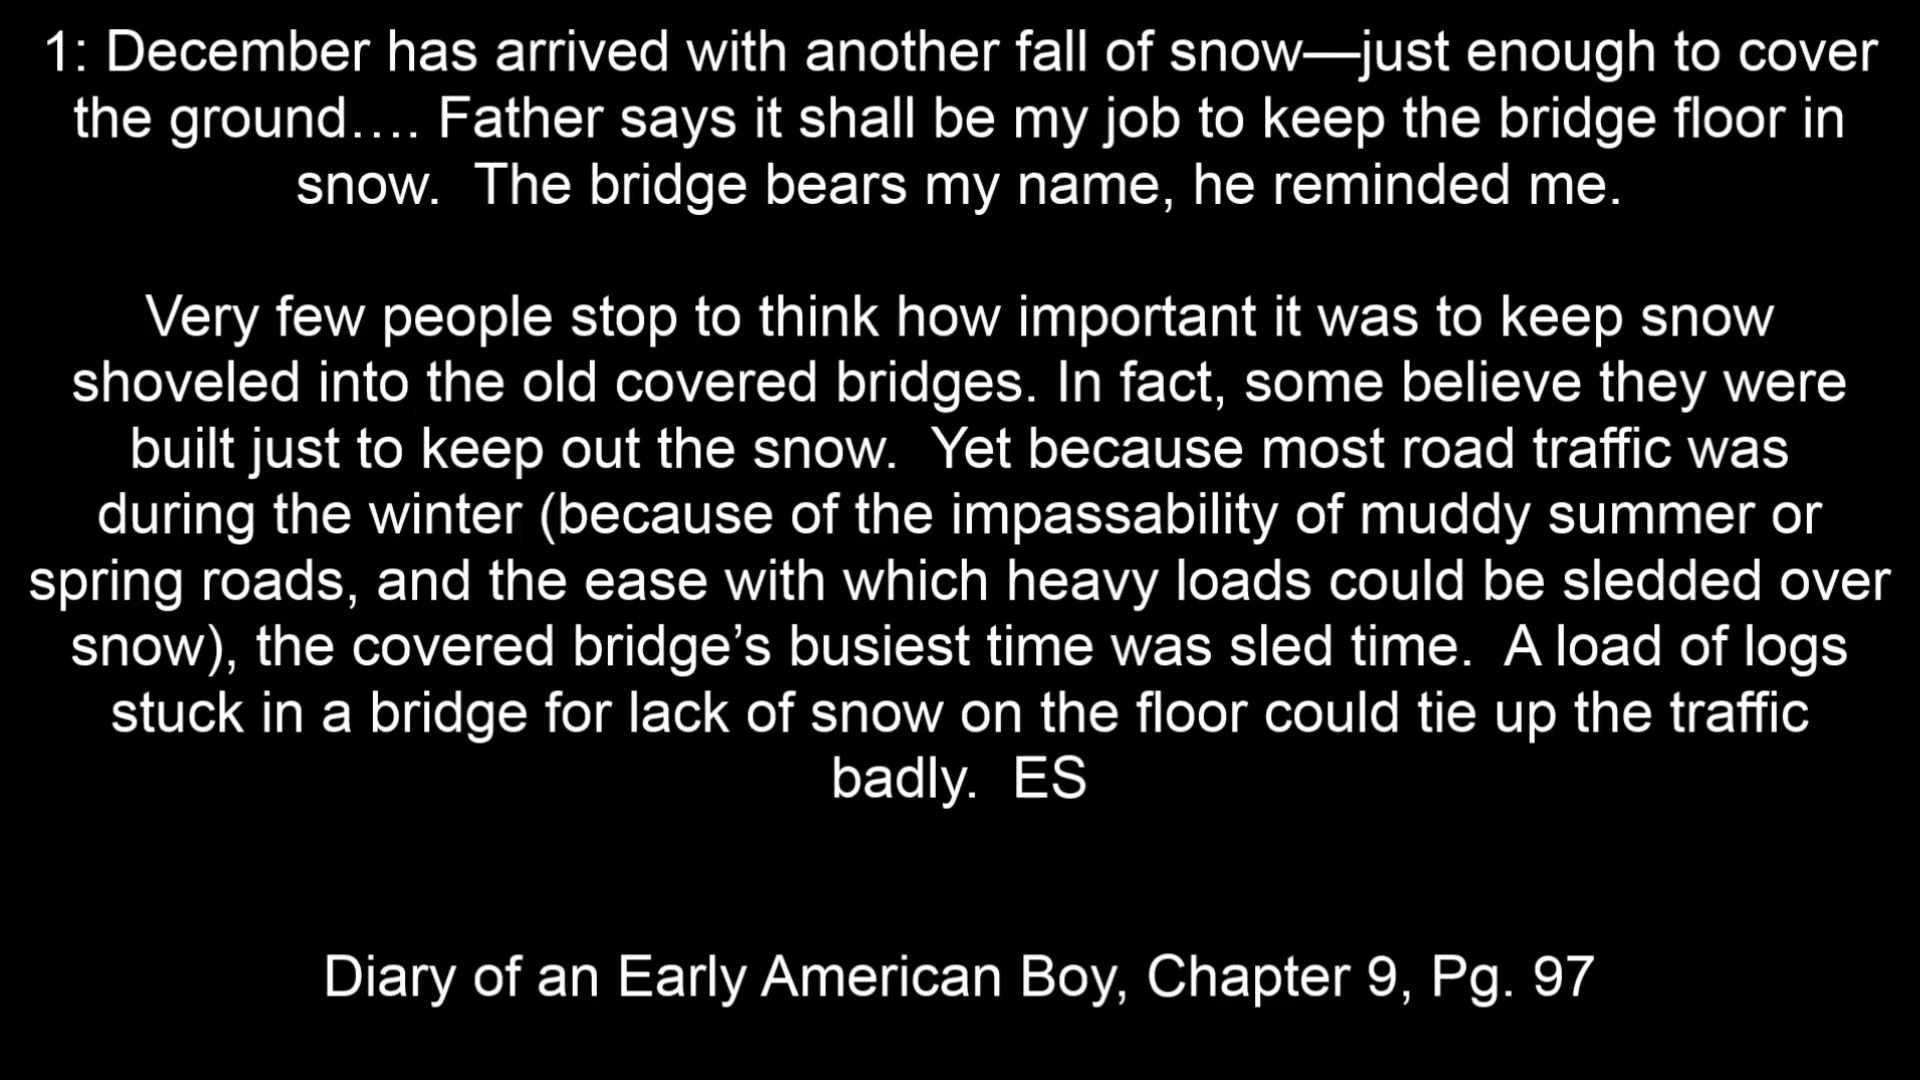 1: December has arrived with another fall of snow—just enough to cover
the ground…. Father says it shall be my job to keep the bridge floor in
snow.  The bridge bears my name, he reminded me.
Very few people stop to think how important it was to keep snow
shoveled into the old covered bridges. In fact, some believe they were
built just to keep out the snow.  Yet because most road traffic was
during the winter (because of the impassability of muddy summer or
spring roads, and the ease with which heavy loads could be sledded over
snow), the covered bridge’s busiest time was sled time.  A load of logs
stuck in a bridge for lack of snow on the floor could tie up the traffic
badly.  ES
Diary of an Early American Boy, Chapter 9, Pg. 97